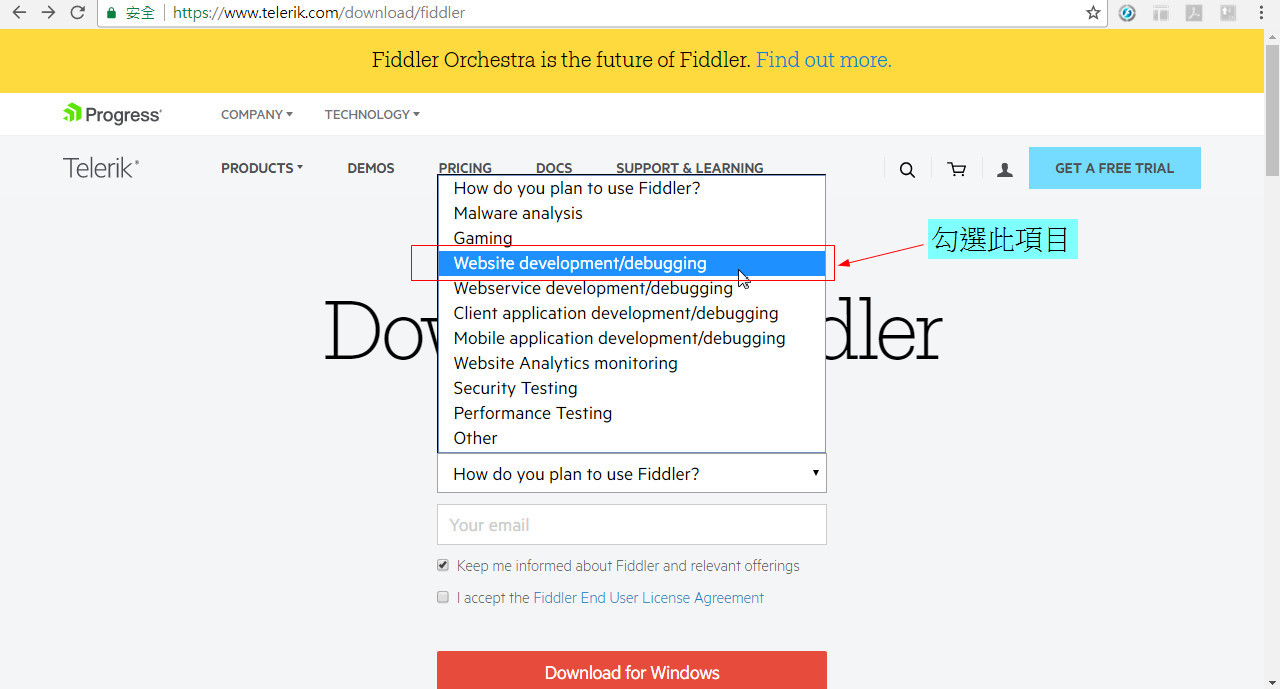 安全 https://www.telerik.com/download/fiddler
Fiddler Orchestra is the future of Fiddler. Find out more.
Progress
COMPANY
TECHNOLOGY
Telerik
PRODUCTS
DEMOS
PRICING
DOCS
SUPPORT & LEARNING
GET A FREE TRIAL
How do you plan to use Fiddler?
Malware analysis
Gaming
Website development/debugging
勾選此項目
Webservice development/debugging
Client application development/debugging
Mobile application development/debugging
Website Analytics monitoring
Security Testing
Performance Testing
Other
How do you plan to use Fiddler?
Your email
Keep me informed about Fiddler and relevant offerings
I accept the Fiddler End User License Agreement
Download for Windows